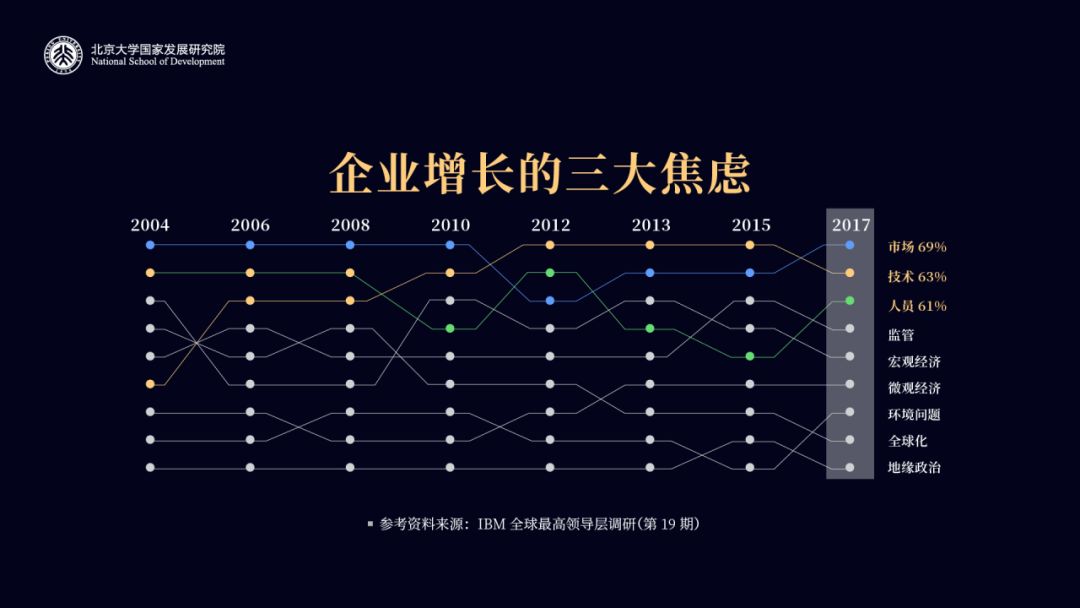 北京大学国家发展研究院
National School of Development
企业增长的三大焦虑
2004 2006 2008 2010 2012 2013 2015 2017
市场 69%
技术 63%
人员 61%
监管
宏观经济
微观经济
环境问题
全球化
地缘政治
参考资料来源：IBM 全球最高领导层调研(第 19 期)